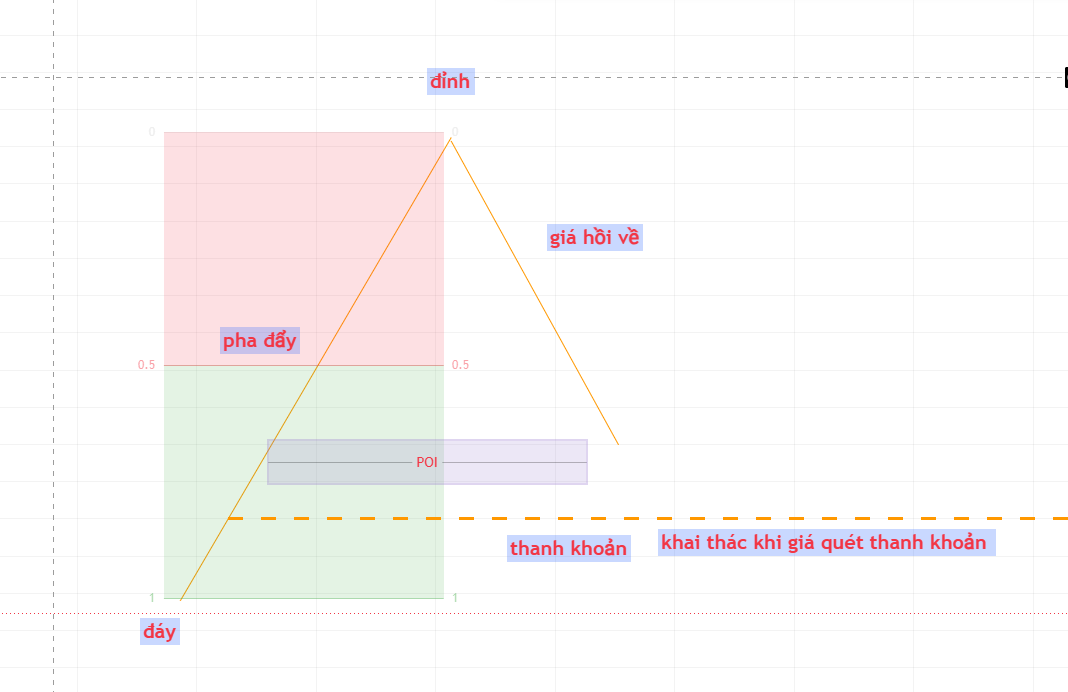 đỉnh
0 0
giá hồi về
pha đẩy
0.5 0.5
POI
thanh khoản
khai thác khi giá quét thanh khoản
1 1
đáy